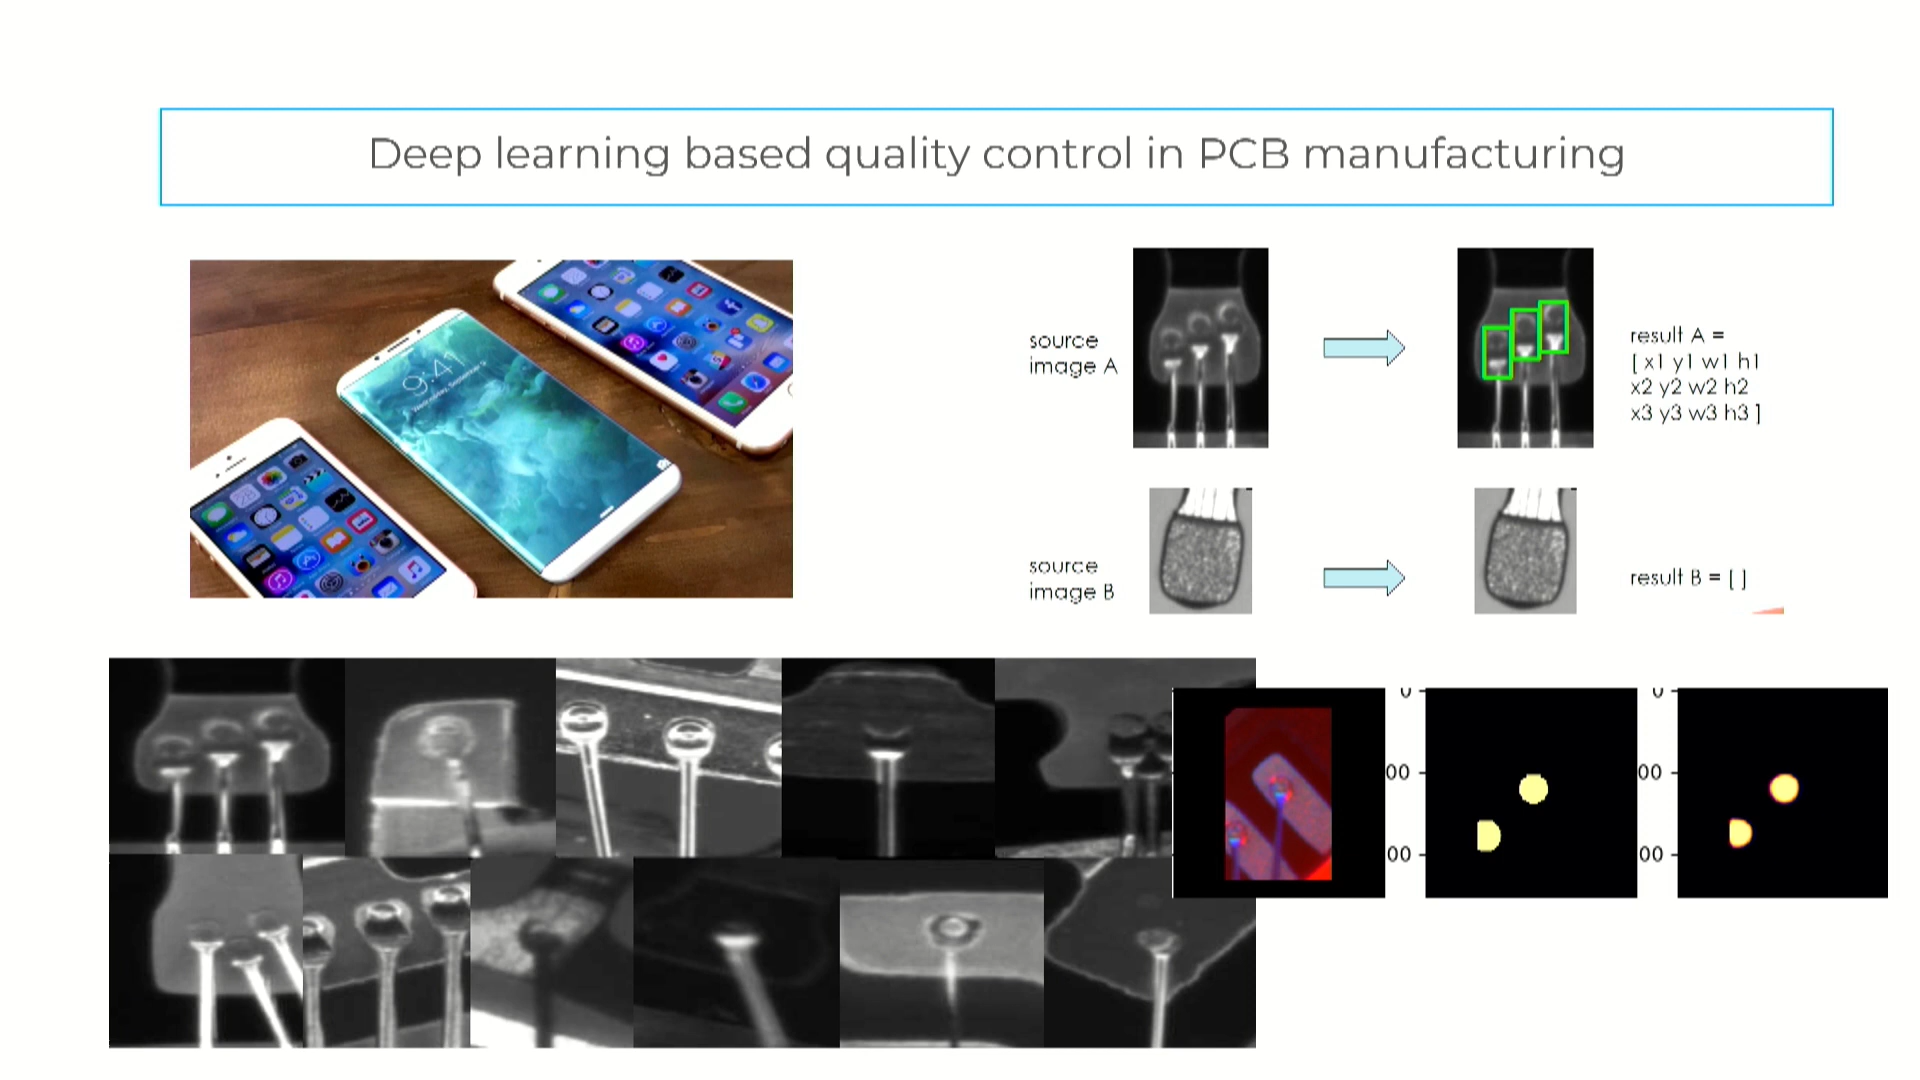 Deep learning based quality control in PCB manufacturing
9:41
source
image A
result A =
[ x1 y1 w1 h1
x2 y2 w2 h2
x3 y3 w3 h3 ]
source
image B
result B = [ ]
0
00
00
0
00
00